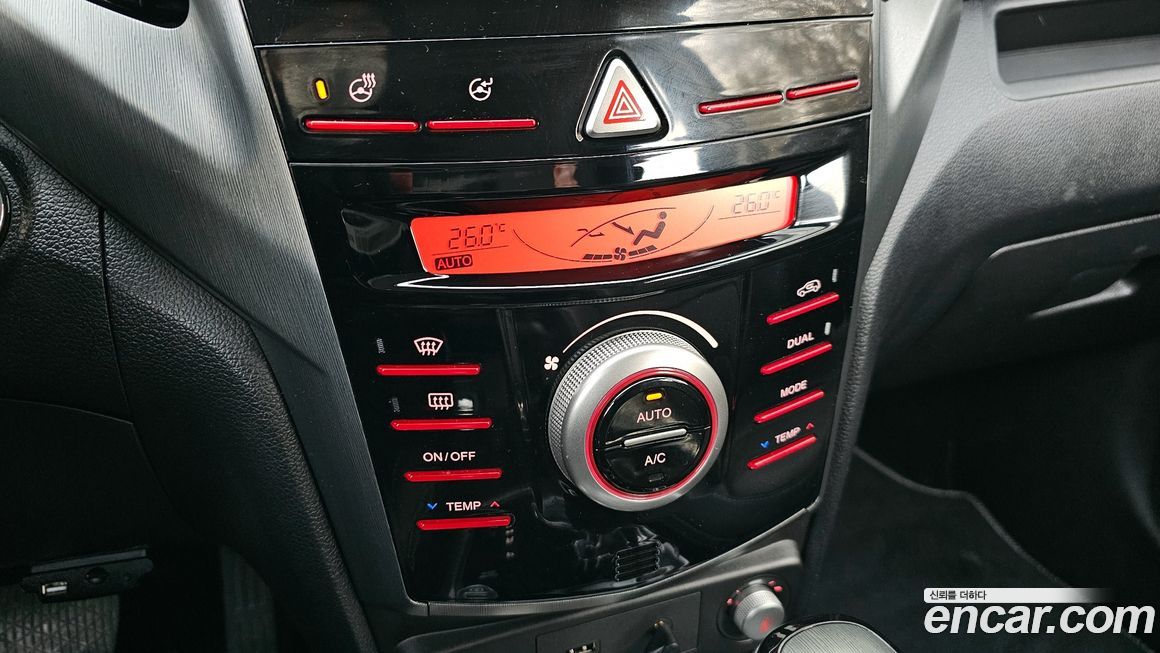 26.0°C
26.0°C
AUTO
DUAL
AUTO
MODE
A/C
ON/OFF
TEMP
TEMP
신뢰를 더하다
encar.com